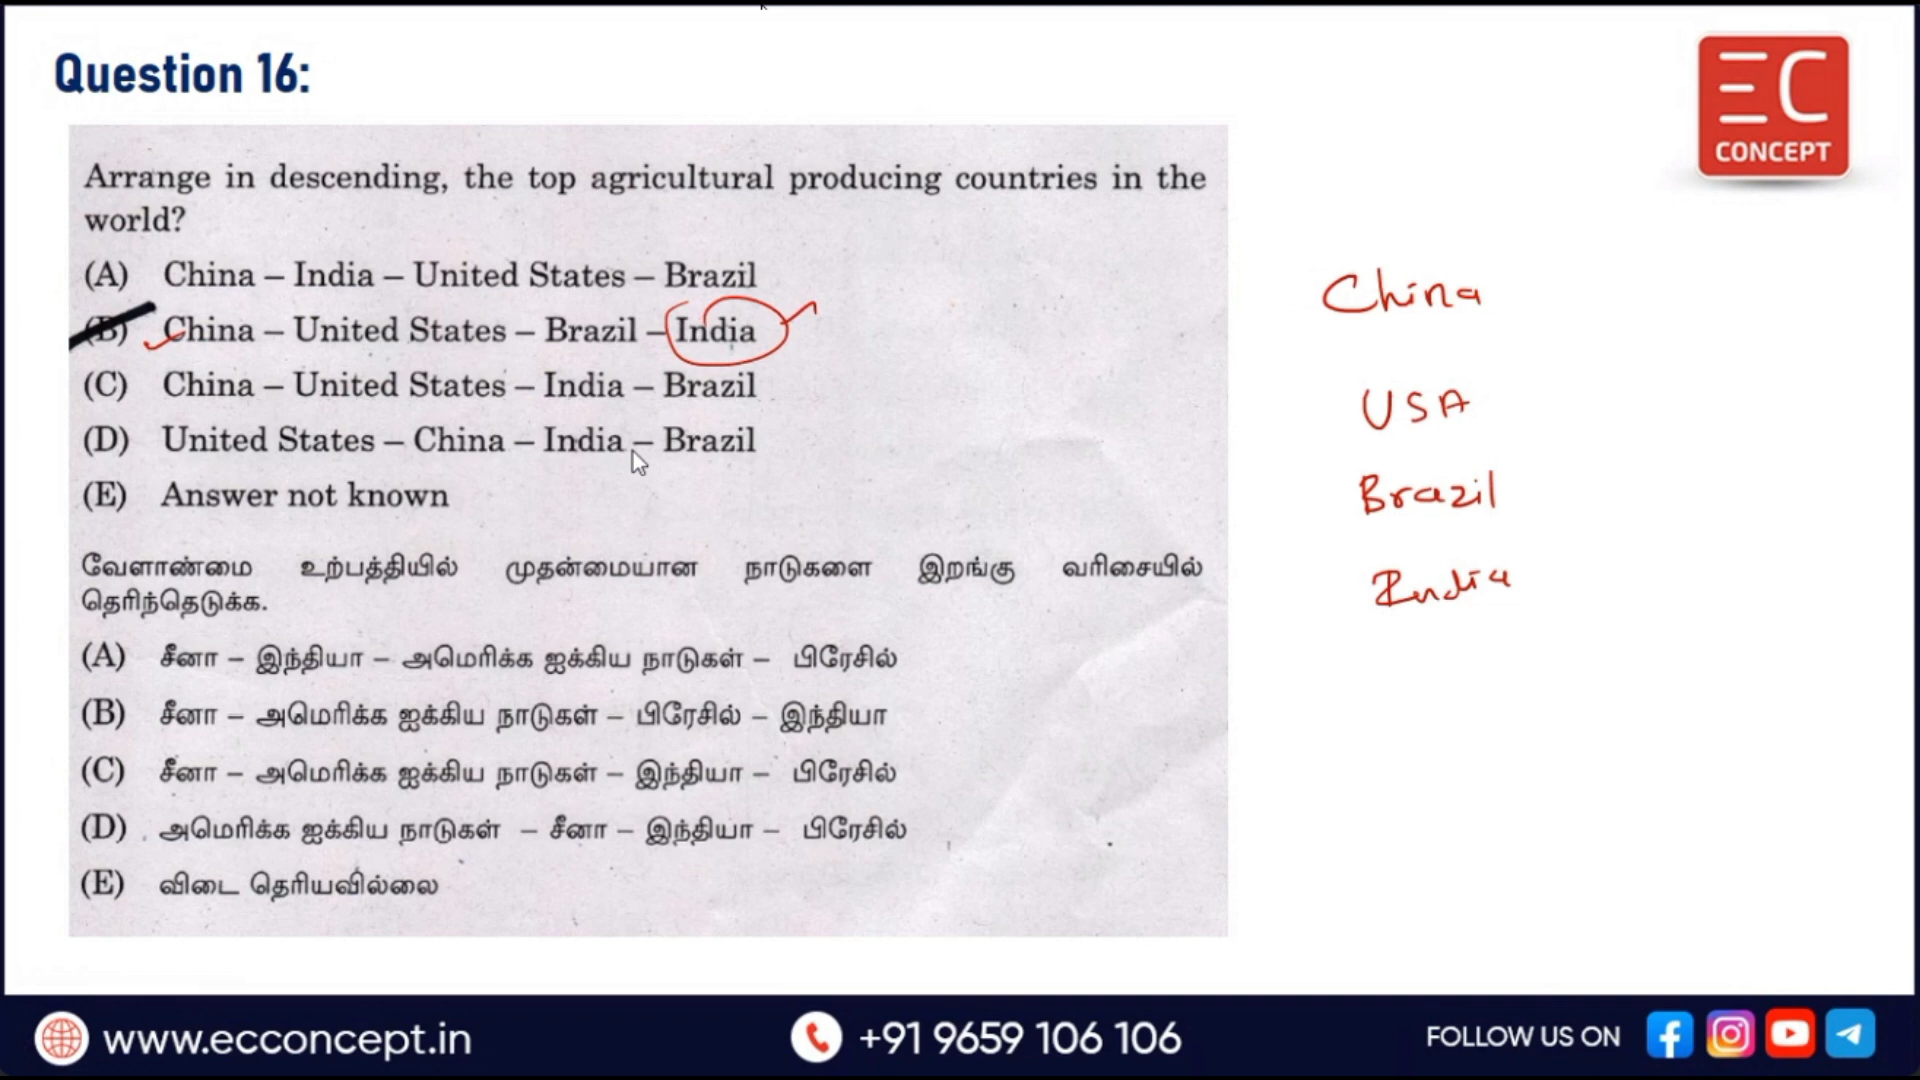 Question 16:
EC
CONCEPT
Arrange in descending, the top agricultural producing countries in the
world?
(A) China – India – United States – Brazil
(B) China – United States – Brazil – India
(C) China – United States – India – Brazil
(D) United States – China – India – Brazil
(E) Answer not known
வேளாண்மை உற்பத்தியில் முதன்மையான நாடுகளை இறங்கு வரிசையில்
தெரிந்தெடுக்க.
(A) சீனா – இந்தியா – அமெரிக்க ஐக்கிய நாடுகள் – பிரேசில்
(B) சீனா – அமெரிக்க ஐக்கிய நாடுகள் – பிரேசில் – இந்தியா
(C) சீனா – அமெரிக்க ஐக்கிய நாடுகள் – இந்தியா – பிரேசில்
(D) அமெரிக்க ஐக்கிய நாடுகள் – சீனா – இந்தியா – பிரேசில்
(E) விடை தெரியவில்லை
China
USA
Brazil
India
www.ecconcept.in
+91 9659 106 106
FOLLOW US ON